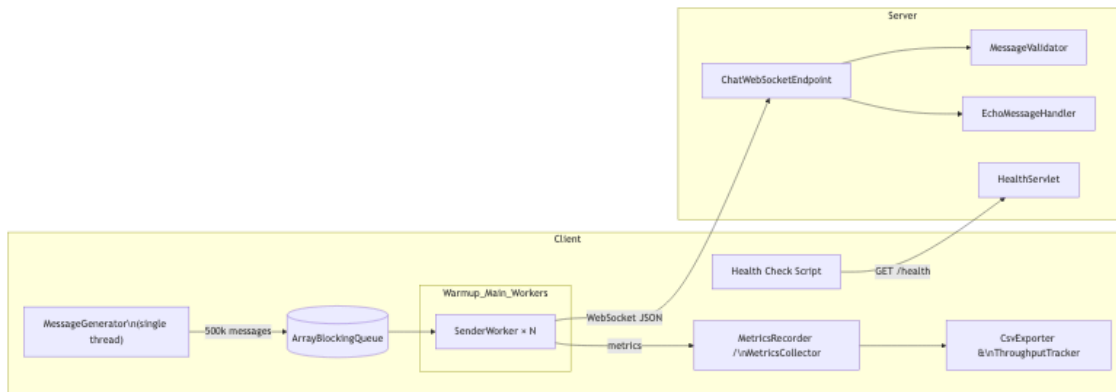 Server
MessageValidator
ChatWebSocketEndpoint
EchoMessageHandler
HealthServlet
Client
Health Check Script
GET /health
Warmup_Main_Workers
MessageGenerator\n(single
thread)
500k messages
ArrayBlockingQueue
SenderWorker × N
WebSocket JSON
metrics
MetricsRecorder
/\nMetricsCollector
CsvExporter
&\nThroughputTracker